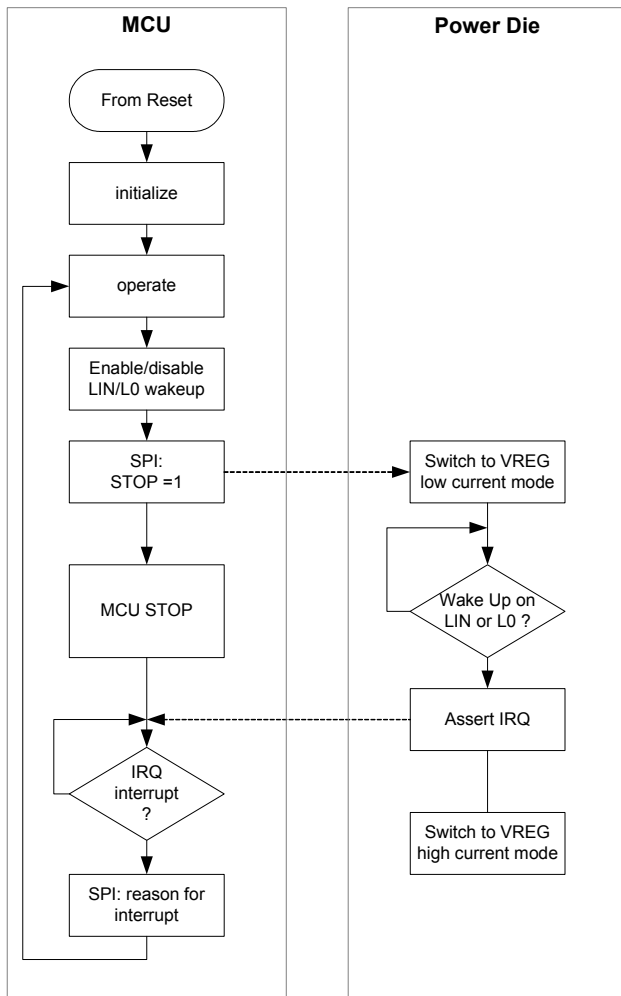 MCU
From Reset
initialize
operate
Enable/disable
LIN/L0 wakeup
SPI:
STOP =1
MCU STOP
IRQ
interrupt
?
SPI: reason for
interrupt
Power Die
Switch to VREG
low current mode
Wake Up on
LIN or L0 ?
Assert IRQ
Switch to VREG
high current mode